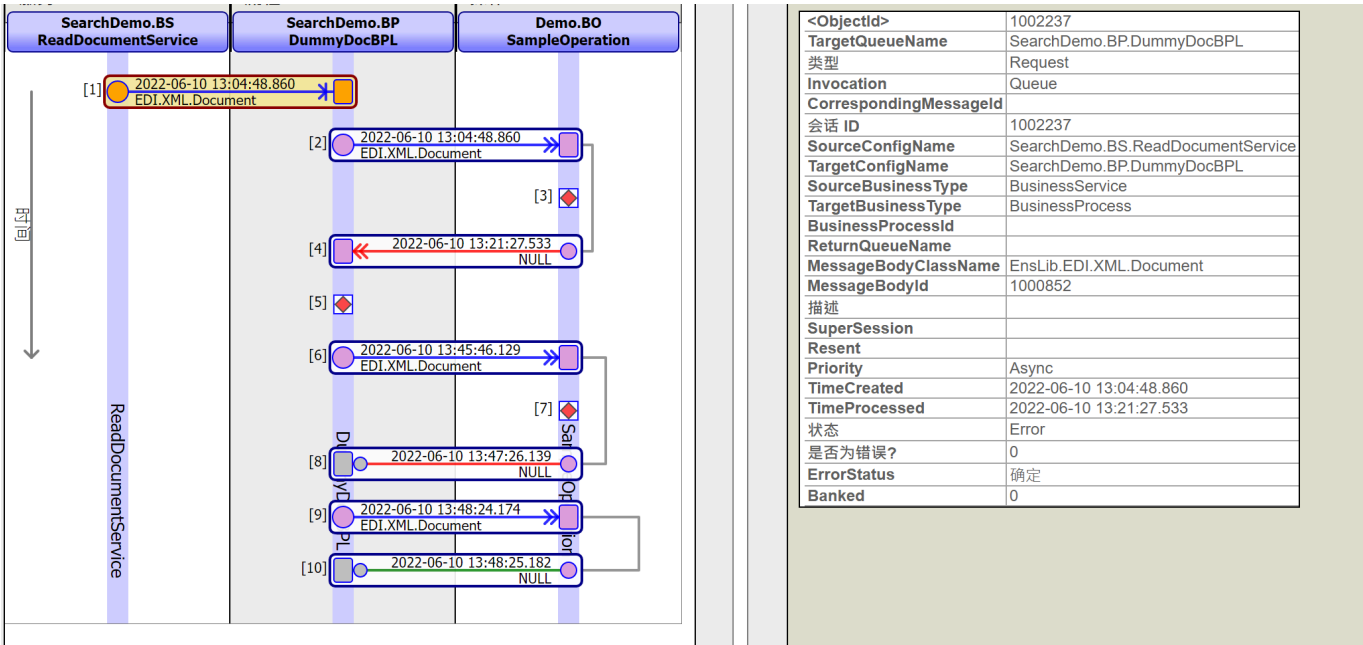 SearchDemo.BS
ReadDocumentService
SearchDemo.BP
DummyDocBPL
Demo.BO
SampleOperation
[1]
2022-06-10 13:04:48.860
EDI.XML.Document
[2]
2022-06-10 13:04:48.860
EDI.XML.Document
[3]
[4]
2022-06-10 13:21:27.533
NULL
[5]
[6]
2022-06-10 13:45:46.129
EDI.XML.Document
[7]
[8]
2022-06-10 13:47:26.139
NULL
[9]
2022-06-10 13:48:24.174
EDI.XML.Document
[10]
2022-06-10 13:48:25.182
NULL
时间
ReadDocumentService
<ObjectId> 1002237
TargetQueueName SearchDemo.BP.DummyDocBPL
类型 Request
Invocation Queue
CorrespondingMessageId
会话 ID 1002237
SourceConfigName SearchDemo.BS.ReadDocumentService
TargetConfigName SearchDemo.BP.DummyDocBPL
SourceBusinessType BusinessService
TargetBusinessType BusinessProcess
BusinessProcessId
ReturnQueueName
MessageBodyClassName EnsLib.EDI.XML.Document
MessageBodyId 1000852
描述
SuperSession
Resent
Priority Async
TimeCreated 2022-06-10 13:04:48.860
TimeProcessed 2022-06-10 13:21:27.533
状态 Error
是否为错误? 0
ErrorStatus 确定
Banked 0